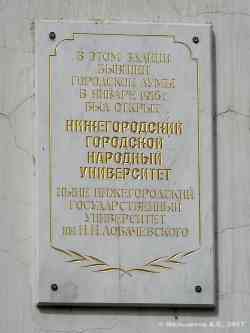 В ЭТОМ ЗДАНИИ
БЫВШЕЙ
ГОРОДСКОЙ ДУМЫ
В ЯНВАРЕ 1916 г.
БЫЛ ОТКРЫТ
НИЖЕГОРОДСКИЙ
ГОРОДСКОЙ
НАРОДНЫЙ
УНИВЕРСИТЕТ
НЫНЕ НИЖЕГОРОДСКИЙ
ГОСУДАРСТВЕННЫЙ
УНИВЕРСИТЕТ
им Н.И.ЛОБАЧЕВСКОГО